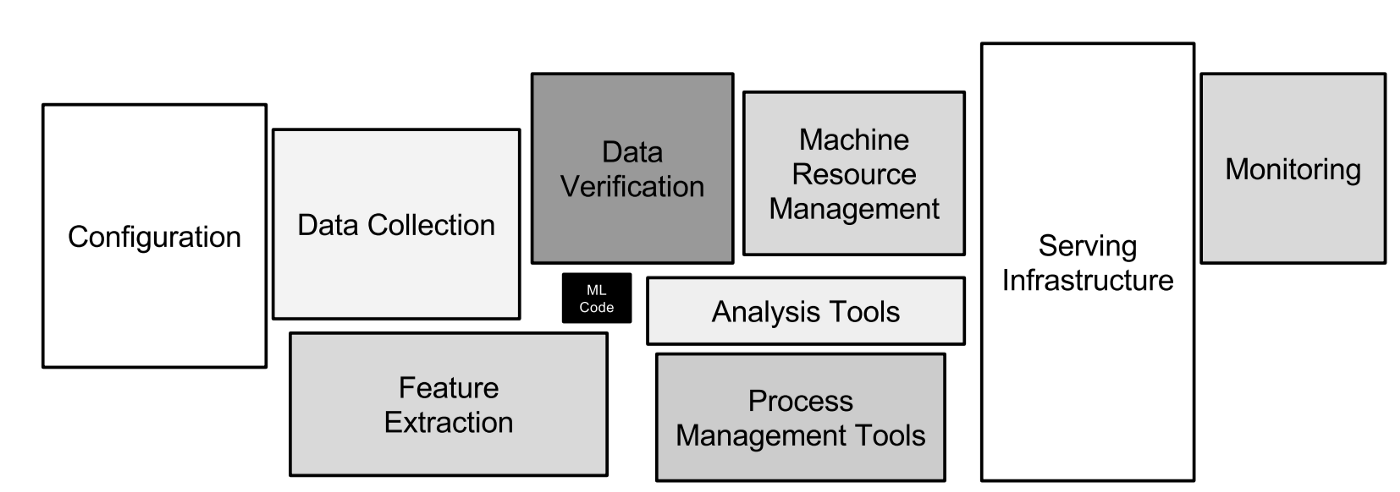 Configuration
Data Collection
Data
Verification
Machine
Resource
Management
Monitoring
Serving
Infrastructure
ML
Code
Analysis Tools
Feature
Extraction
Process
Management Tools